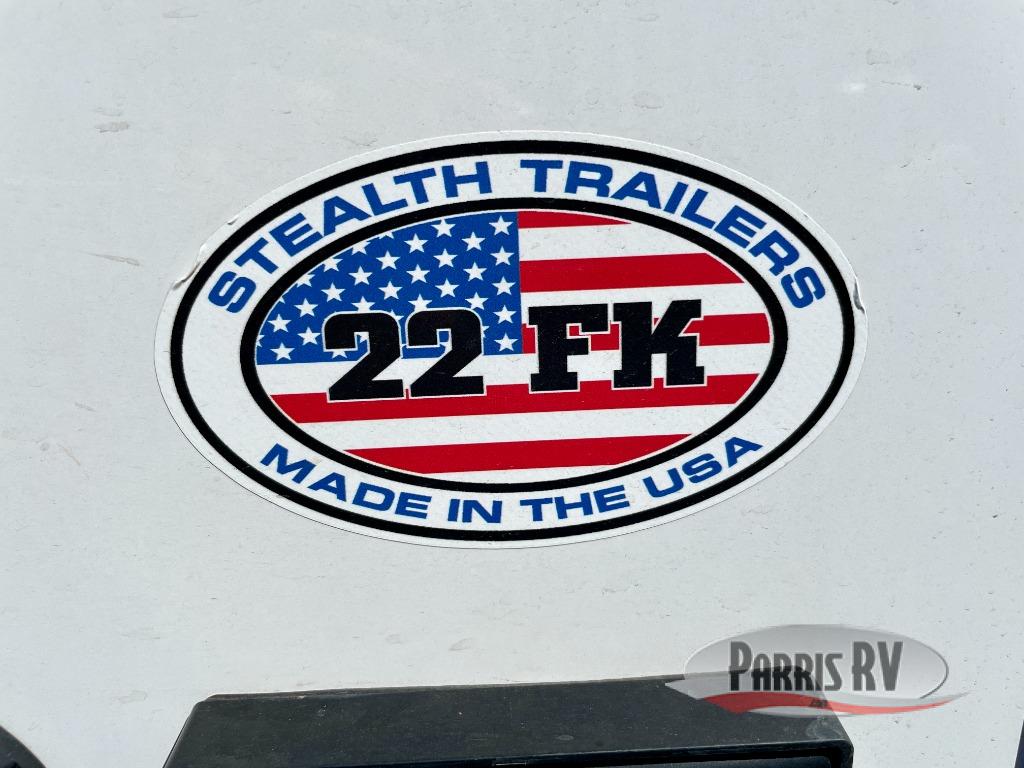 STEALTH TRAILERS
22 FK
MADE IN THE USA
PARRIS RV